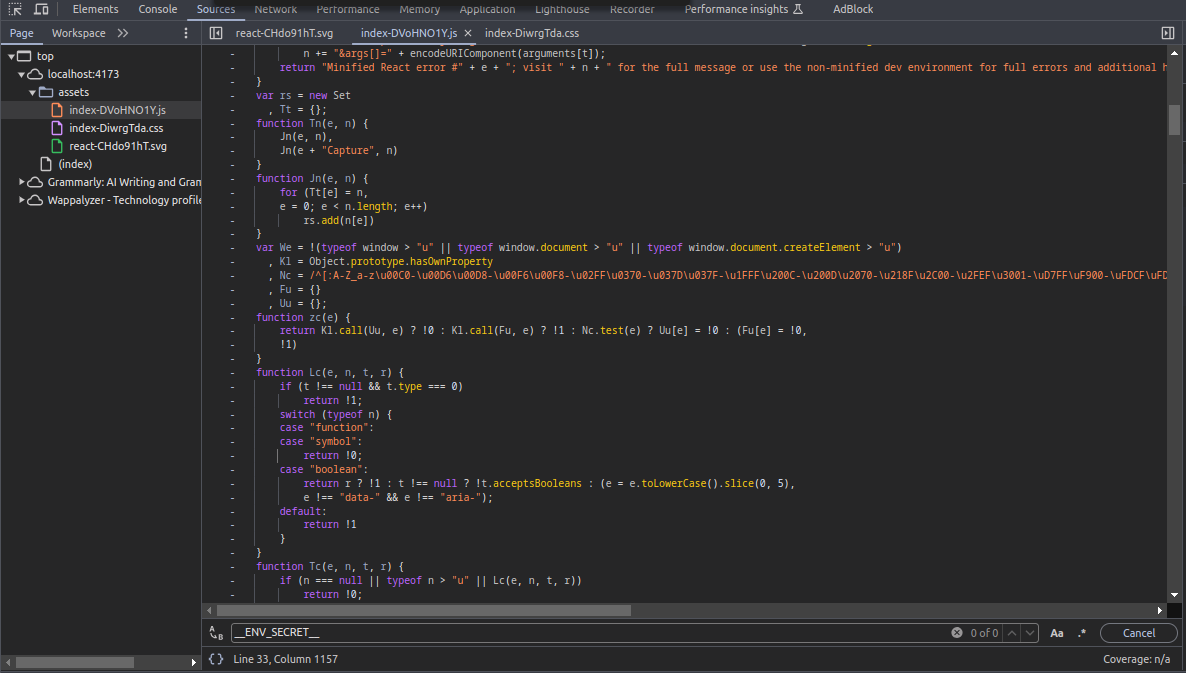 Elements Console Sources Network Performance Memory Application Lighthouse Recorder Performance insights AdBlock
Page Workspace >> react-CHdo91hT.svg index-DVoHNO1Y.js × index-DiwrgTda.css
top
localhost:4173
assets
index-DVoHNO1Y.js
index-DiwrgTda.css
react-CHdo91hT.svg
(index)
Grammarly: AI Writing and Gram
Wappalyzer - Technology profile
n += "&args[]=" + encodeURIComponent(arguments[t]);
return "Minified React error #" + e + "; visit " + n + " for the full message or use the non-minified dev environment for full errors and additional h
}
var rs = new Set
, Tt = {};
function Tn(e, n) {
Jn(e, n),
Jn(e + "Capture", n)
}
function Jn(e, n) {
for (Tt[e] = n,
e = 0; e < n.length; e++)
rs.add(n[e])
}
var We = !(typeof window > "u" || typeof window.document > "u" || typeof window.document.createElement > "u")
, Kl = Object.prototype.hasOwnProperty
, Nc = /^[:A-Z_a-z\u00C0-\u00D6\u00D8-\u00F6\u00F8-\u02FF\u0370-\u037D\u037F-\u1FFF\u200C-\u200D\u2070-\u218F\u2C00-\u2FEF\u3001-\uD7FF\uF900-\uFDCF\uFD
, Fu = {}
, Uu = {};
function zc(e) {
return Kl.call(Uu, e) ? !0 : Kl.call(Fu, e) ? !1 : Nc.test(e) ? Uu[e] = !0 : (Fu[e] = !0,
!1)
}
function Lc(e, n, t, r) {
if (t !== null && t.type === 0)
return !1;
switch (typeof n) {
case "function":
case "symbol":
return !0;
case "boolean":
return r ? !1 : t !== null ? !t.acceptsBooleans : (e = e.toLowerCase().slice(0, 5),
e !== "data-" && e !== "aria-");
default:
return !1
}
}
function Tc(e, n, t, r) {
if (n === null || typeof n > "u" || Lc(e, n, t, r))
return !0;
__ENV_SECRET__ 0 of 0 Aa .* Cancel
{} Line 33, Column 1157 Coverage: n/a